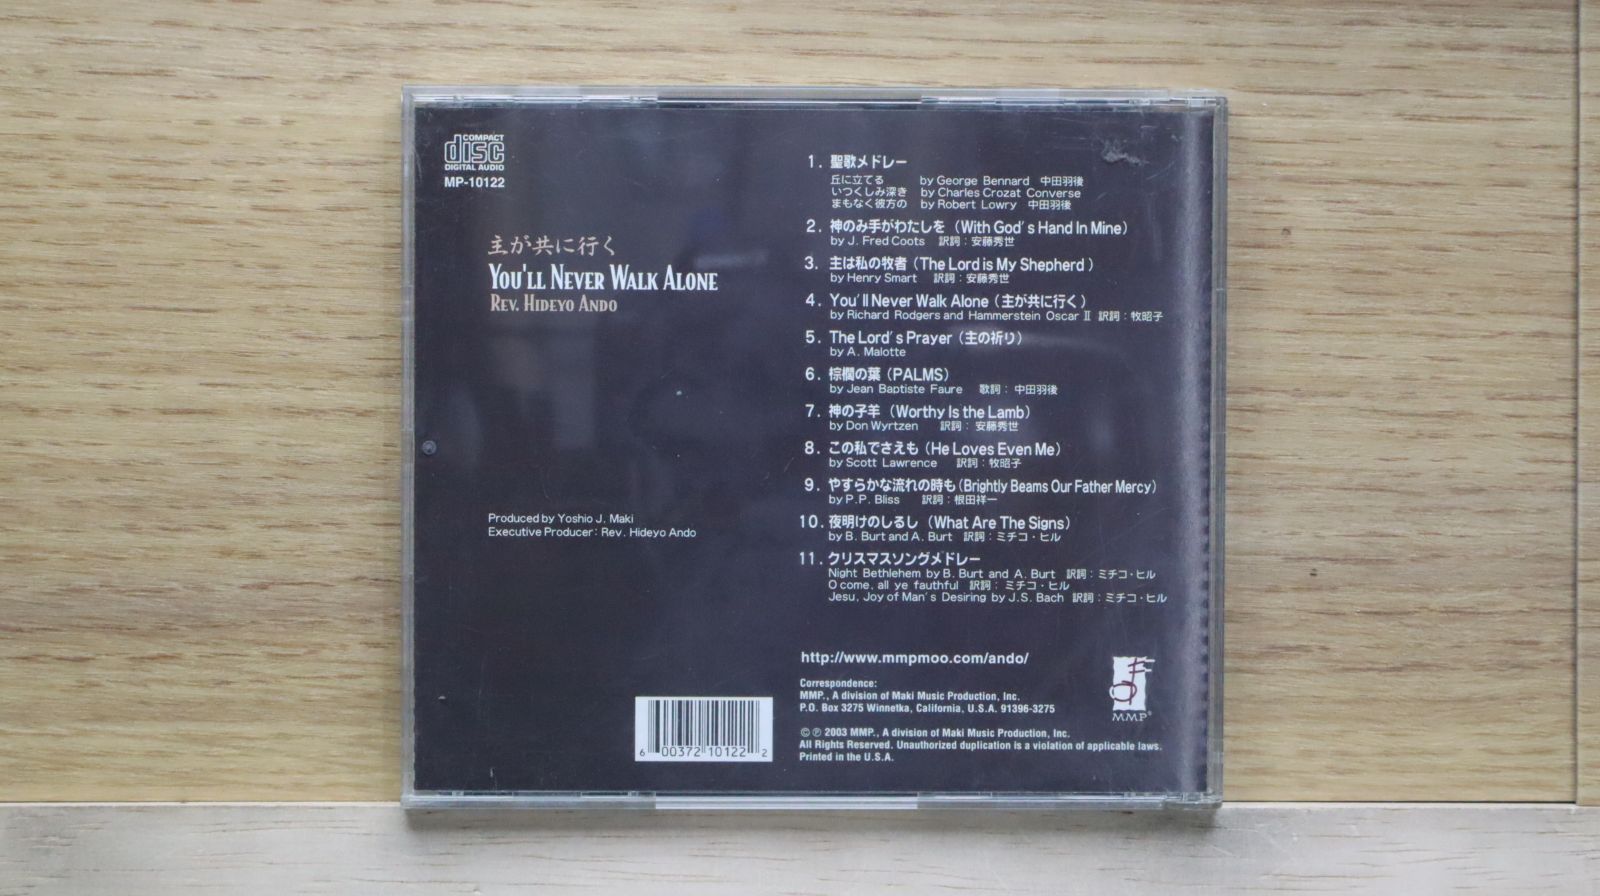 COMPACT
disc
DIGITAL AUDIO
MP-10122
主が共に行く
YOU'LL NEVER WALK ALONE
REV. HIDEYO ANDO
Produced by Yoshio J. Maki
Executive Producer: Rev. Hideyo Ando
1. 聖歌メドレー
丘に立てる by George Bennard 中田羽後
いつくしみ深き by Charles Crozat Converse
まもなく彼方の by Robert Lowry 中田羽後
2. 神のみ手がわたしを (With God's Hand In Mine)
by J. Fred Coots 訳詞：安藤秀世
3. 主は私の牧者 (The Lord is My Shepherd )
by Henry Smart 訳詞：安藤秀世
4. You'll Never Walk Alone (主が共に行く)
by Richard Rodgers and Hammerstein Oscar Ⅱ 訳詞：牧昭子
5. The Lord's Prayer (主の祈り)
by A. Malotte
6. 棕櫚の葉 (PALMS)
by Jean Baptiste Faure 歌詞：中田羽後
7. 神の子羊 (Worthy Is the Lamb)
by Don Wyrtzen 訳詞：安藤秀世
8. この私でさえも (He Loves Even Me)
by Scott Lawrence 訳詞：牧昭子
9. やすらかな流れの時も (Brightly Beams Our Father Mercy)
by P.P. Bliss 訳詞：根田祥一
10. 夜明けのしるし (What Are The Signs)
by B. Burt and A. Burt 訳詞：ミチコ・ヒル
11. クリスマスソングメドレー
Night Bethlehem by B. Burt and A. Burt 訳詞：ミチコ・ヒル
O come, all ye fauthful 訳詞：ミチコ・ヒル
Jesu, Joy of Man's Desiring by J.S. Bach 訳詞：ミチコ・ヒル
http://www.mmpmoo.com/ando/
Correspondence:
MMP., A division of Maki Music Production, Inc.
P.O. Box 3275 Winnetka, California, U.S.A. 91396-3275
MMP®
© ℗ 2003 MMP., A division of Maki Music Production, Inc.
All Rights Reserved. Unauthorized duplication is a violation of applicable laws.
Printed in the U.S.A.
6 00372 10122 2